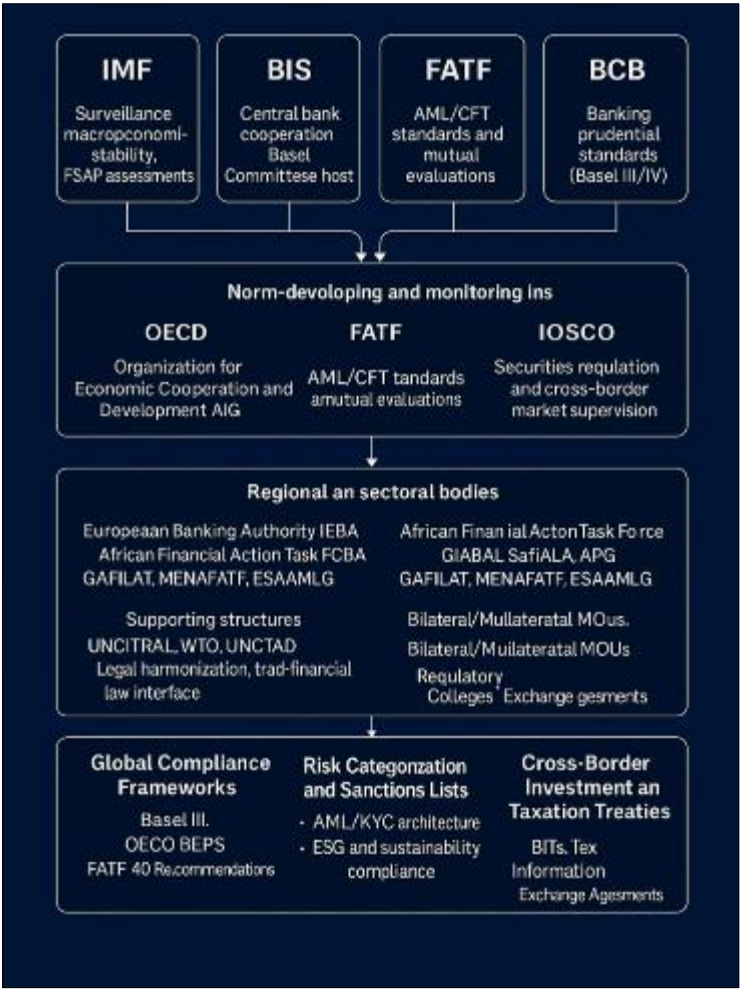 IMF
Surveillance
macropconomi-
stability,
FSAP assessments
BIS
Central bank
cooperation
Basel
Committese host
FATF
AML/CFT
standards and
mutual
evaluations
BCB
Banking
prudential
standards
(Basel III/IV)
Norm-devoloping and monitoring ins
OECD
Organization for
Economic Cooperation and
Development AIG
FATF
AML/CFT tandards
amutual evaluations
IOSCO
Securities requlation
and cross-border
market supervision
Regional an sectoral bodies
Europeaan Banking Authority IEBA
African Financial Action Task FCBA
GAFILAT, MENAFATF, ESAAMLG
African Finan ial Acton Task Fo rce
GIABAL SafiALA, APG
GAFILAT, MENAFATF, ESAAMLG
Supporting structures
UNCITRAL, WTO, UNCTAD
Legal harmonization, trad-financial
law interface
Bilateral/Mullateratal MOus.
Bilateral/Muilateratal MOUs
Requlatory
Colleges' Exchange gesments
Global Compliance
Frameworks
Basel III.
OECO BEPS
FATF 40 Re.commendations
Risk Categonzation
and Sanctions Lists
· AML/KYC architecture
· ESG and sustainability
compliance
Cross-Border
Investment an
Taxation Treaties
BITs. Tex
Information
Exchange Agesments